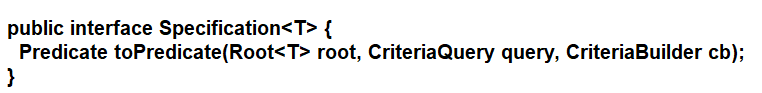 public interface Specification<T> {
Predicate toPredicate(Root<T> root, CriteriaQuery query, CriteriaBuilder cb);
}